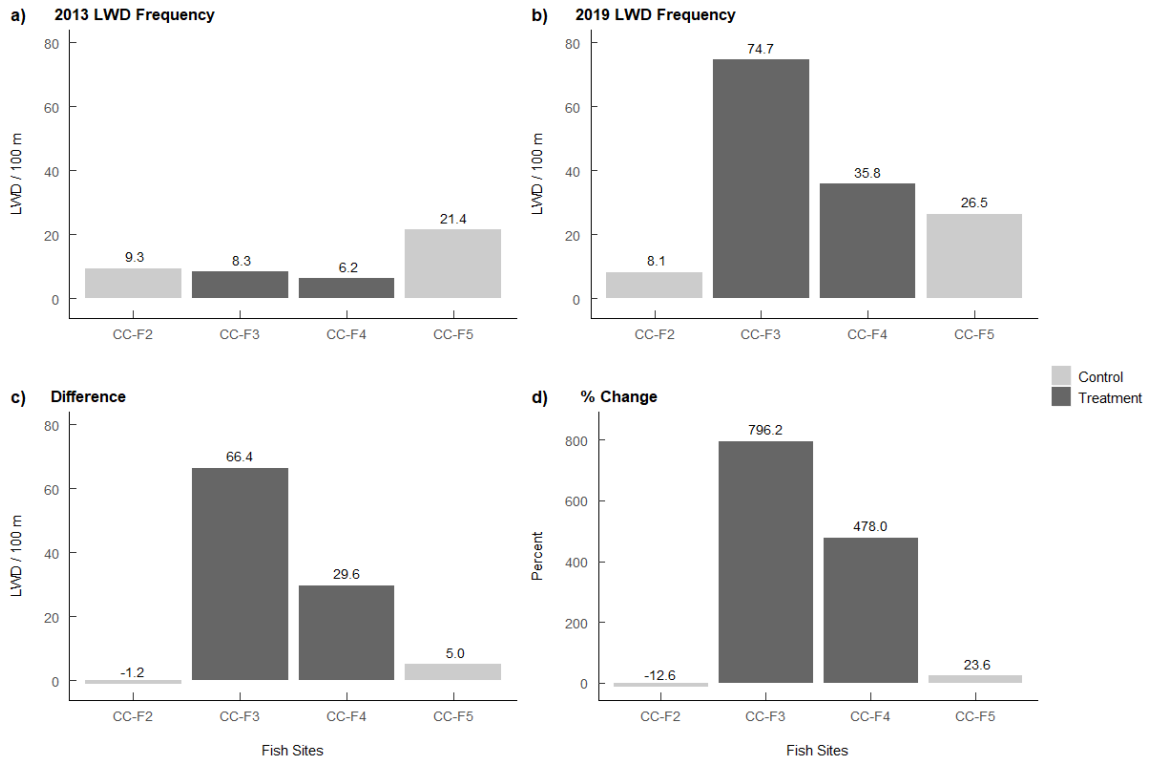 a) 2013 LWD Frequency
80
60
40
20
0
LWD / 100 m
9.3
8.3
6.2
21.4
CC-F2 CC-F3 CC-F4 CC-F5
b) 2019 LWD Frequency
80
60
40
20
0
LWD / 100 m
8.1
74.7
35.8
26.5
CC-F2 CC-F3 CC-F4 CC-F5
Control
Treatment
c) Difference
80
60
40
20
0
LWD / 100 m
-1.2
66.4
29.6
5.0
CC-F2 CC-F3 CC-F4 CC-F5
Fish Sites
d) % Change
800
600
400
200
0
Percent
-12.6
796.2
478.0
23.6
CC-F2 CC-F3 CC-F4 CC-F5
Fish Sites